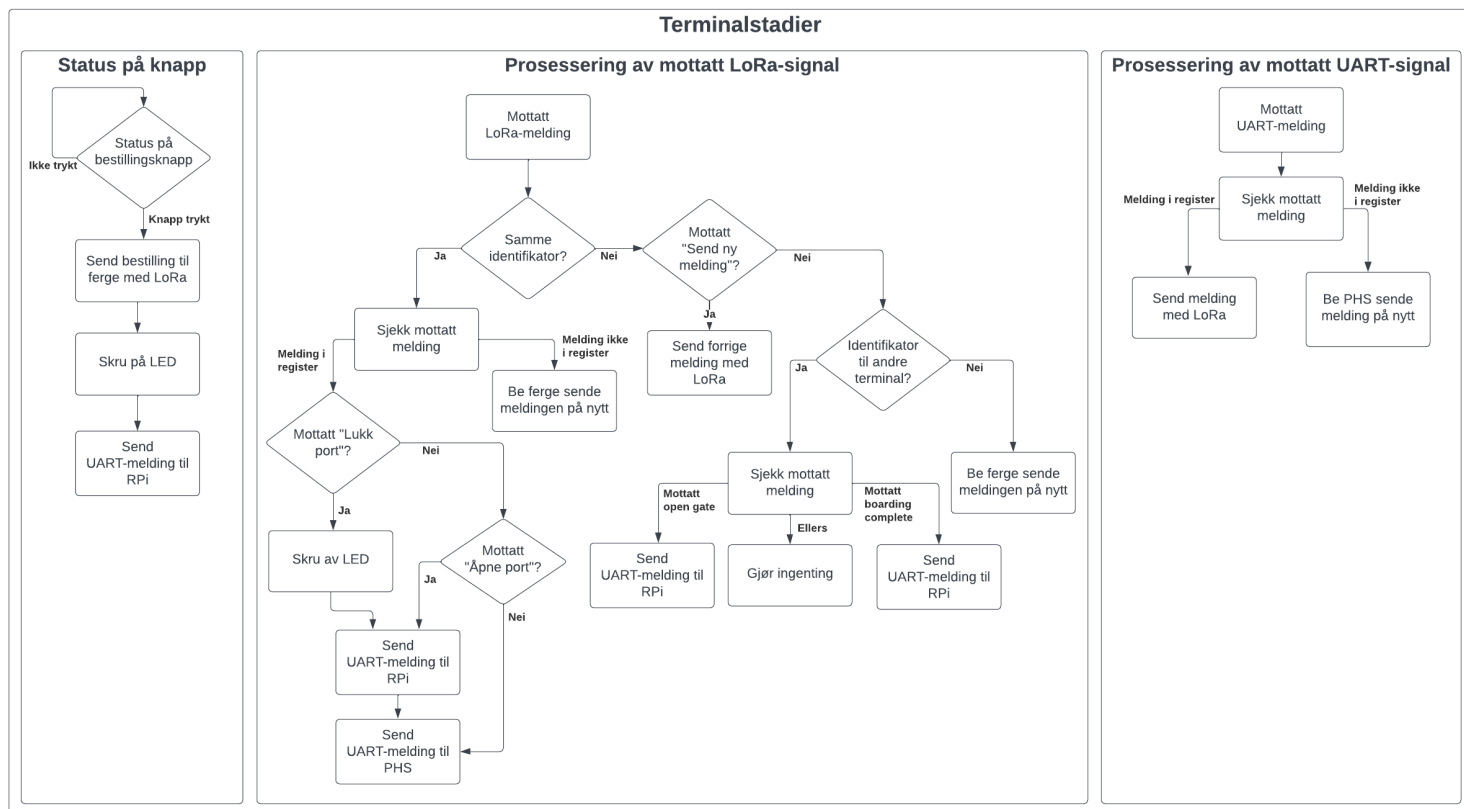 Terminalstadier
Status på knapp
Status på
bestillingsknapp
Ikke trykt
Knapp trykt
Send bestilling til
ferge med LoRa
Skru på LED
Send
UART-melding til
RPi
Prosessering av mottatt LoRa-signal
Mottatt
LoRa-melding
Samme
identifikator?
Ja
Nei
Mottatt
"Send ny
melding"?
Nei
Ja
Sjekk mottatt
melding
Melding i
register
Melding ikke
i register
Be ferge sende
meldingen på nytt
Send forrige
melding med
LoRa
Identifikator
til andre
terminal?
Ja
Nei
Mottatt "Lukk
port"?
Nei
Ja
Sjekk mottatt
melding
Be ferge sende
meldingen på nytt
Mottatt
open gate
Ellers
Mottatt
boarding
complete
Skru av LED
Mottatt
"Åpne port"?
Ja
Nei
Send
UART-melding til
RPi
Gjør ingenting
Send
UART-melding til
RPi
Send
UART-melding til
RPi
Send
UART-melding til
PHS
Prosessering av mottatt UART-signal
Mottatt
UART-melding
Sjekk mottatt
melding
Melding i register
Melding ikke
i register
Send melding
med LoRa
Be PHS sende
melding på nytt